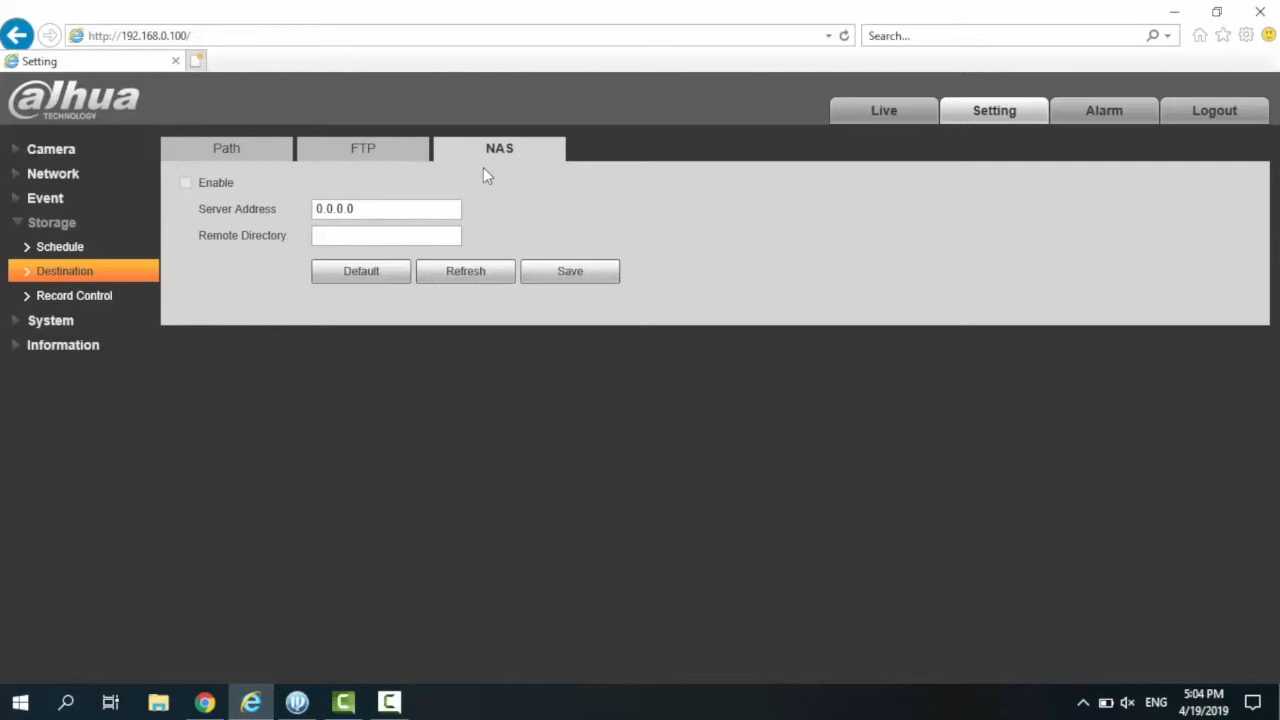 http://192.168.0.100/
Search...
Setting
alhua
TECHNOLOGY
Live
Setting
Alarm
Logout
Camera
Network
Event
Storage
Schedule
Destination
Record Control
System
Information
Path
FTP
NAS
Enable
Server Address
0.0.0.0
Remote Directory
Default
Refresh
Save
ENG
5:04 PM
4/19/2019